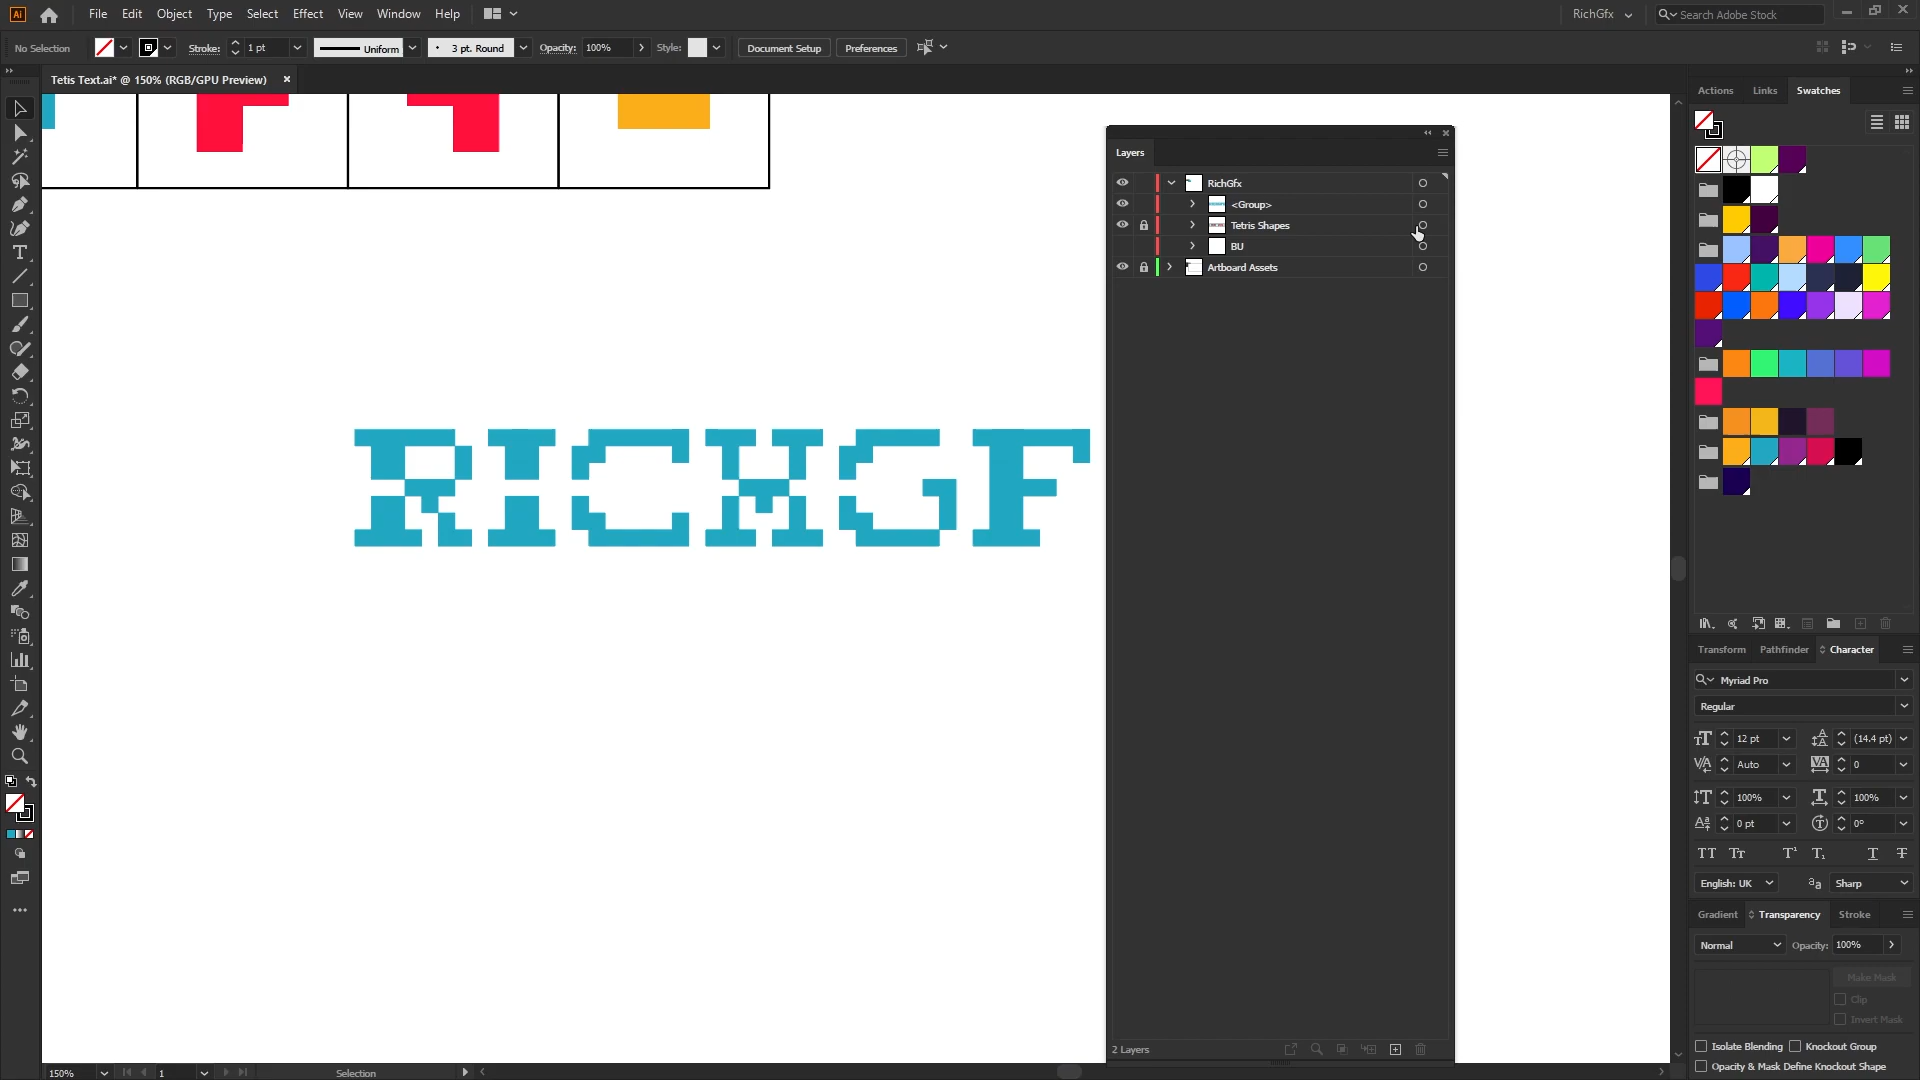 Ai File Edit Object Type Select Effect View Window Help RichGfx Search Adobe Stock
No Selection Stroke: 1 pt Uniform 3 pt. Round Opacity: 100% Style: Document Setup Preferences
Tetis Text.ai* @ 150% (RGB/GPU Preview)
Actions Links Swatches
Layers
RichGfx
<Group>
Tetris Shapes
BU
Artboard Assets
RICHGF
2 Layers
Transform Pathfinder Character
Myriad Pro
Regular
12 pt (14.4 pt)
Auto 0
100% 100%
0 pt 0°
English: UK Sharp
Gradient Transparency Stroke
Normal Opacity: 100%
Make Mask
Clip
Invert Mask
Isolate Blending Knockout Group
Opacity & Mask Define Knockout Shape
150% 1 Selection